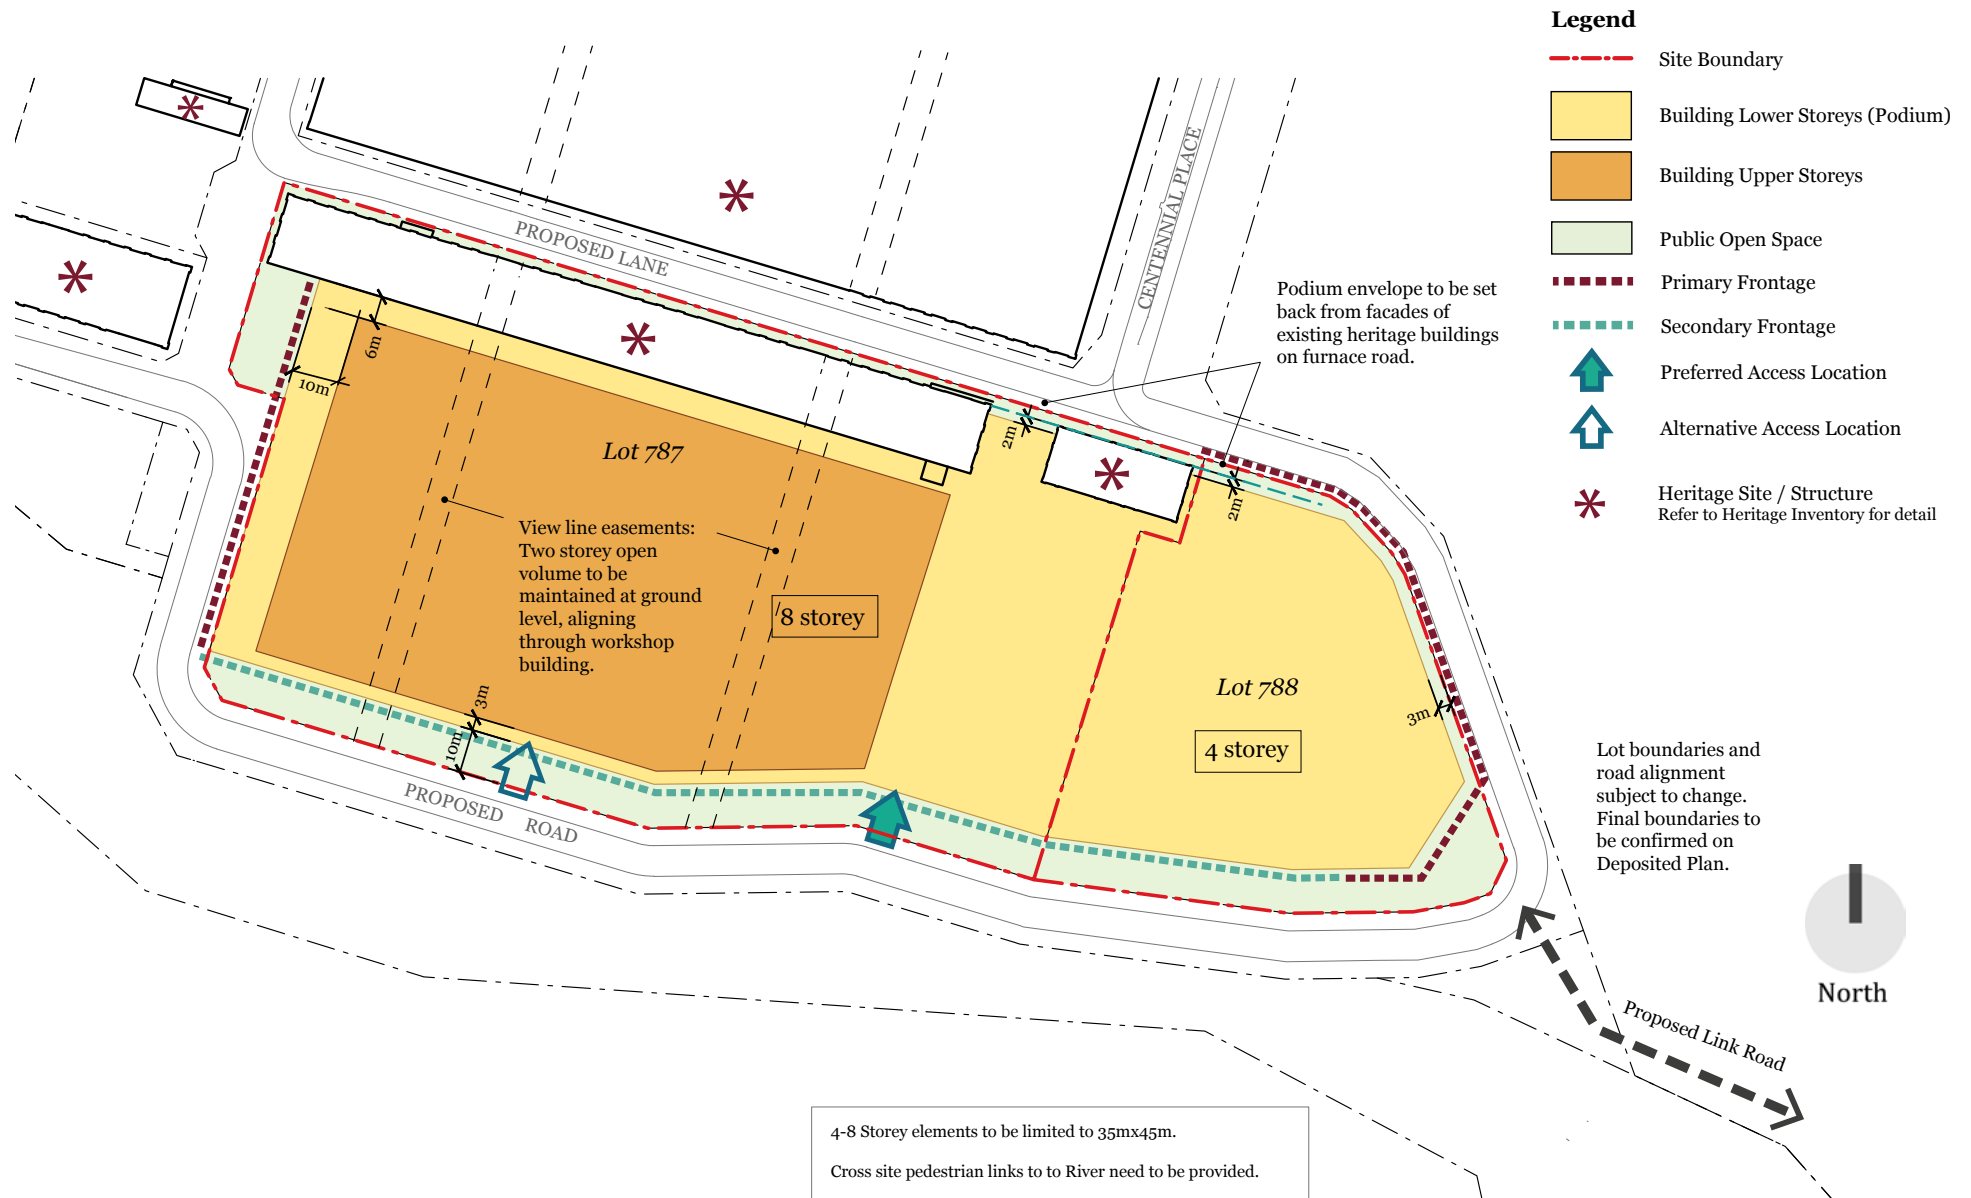 Legend
Site Boundary
Building Lower Storeys (Podium)
Building Upper Storeys
Public Open Space
Primary Frontage
Secondary Frontage
Preferred Access Location
Alternative Access Location
Heritage Site / Structure
Refer to Heritage Inventory for detail
PROPOSED LANE
CENTENNIAL PLACE
Podium envelope to be set
back from facades of
existing heritage buildings
on furnace road.
6m
10m
2m
2m
Lot 787
View line easements:
Two storey open
volume to be
maintained at ground
level, aligning
through workshop
building.
8 storey
Lot 788
4 storey
3m
3m
10m
PROPOSED ROAD
Lot boundaries and
road alignment
subject to change.
Final boundaries to
be confirmed on
Deposited Plan.
North
Proposed Link Road
4-8 Storey elements to be limited to 35mx45m.
Cross site pedestrian links to to River need to be provided.